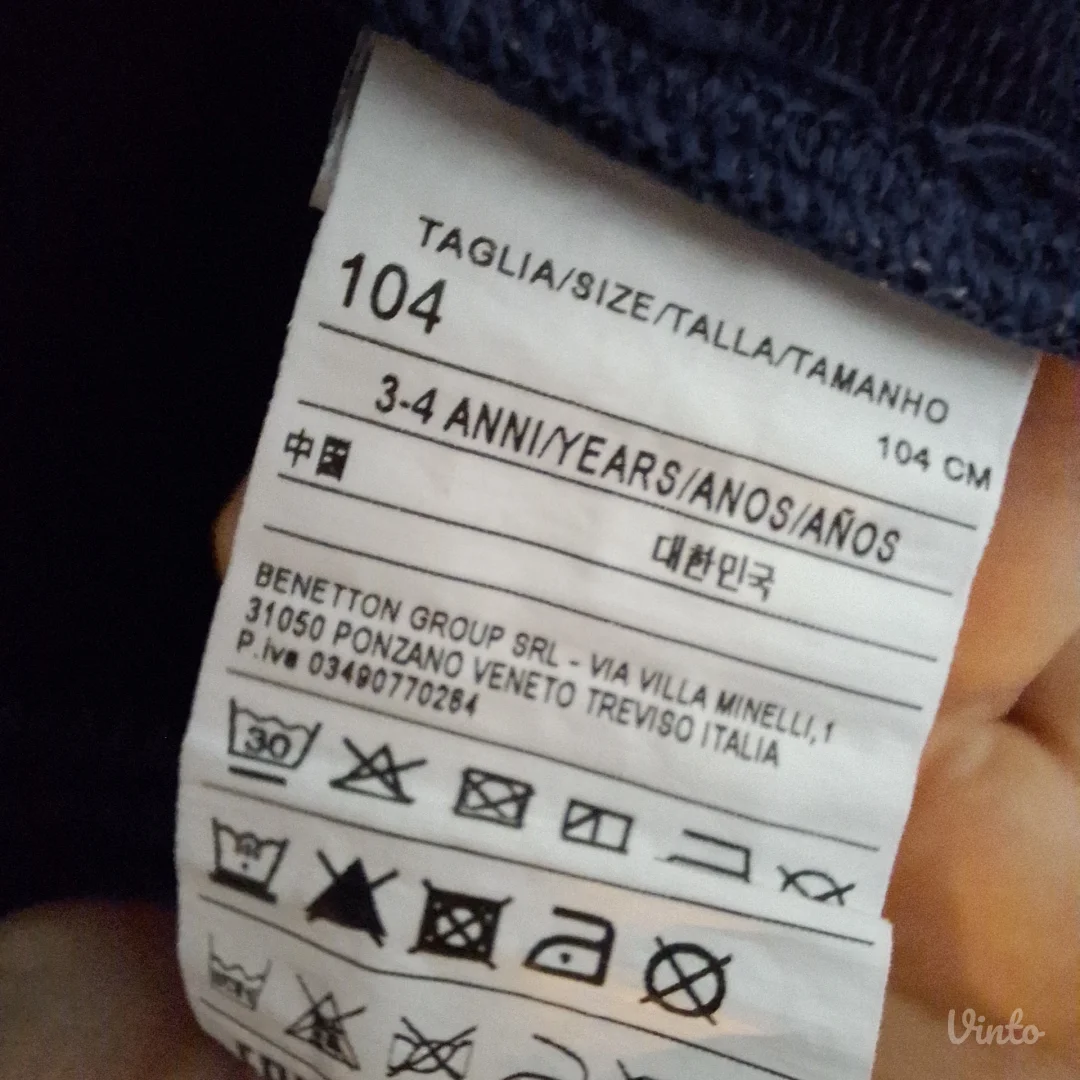 TAGLIA/SIZE/TALLA/TAMANHO
104
104 CM
3-4 ANNI/YEARS/ANOS/AÑOS
中国
대한민국
BENETTON GROUP SRL - VIA VILLA MINELLI, 1
31050 PONZANO VENETO TREVISO ITALIA
P.iva 03490770264
30
Vinto